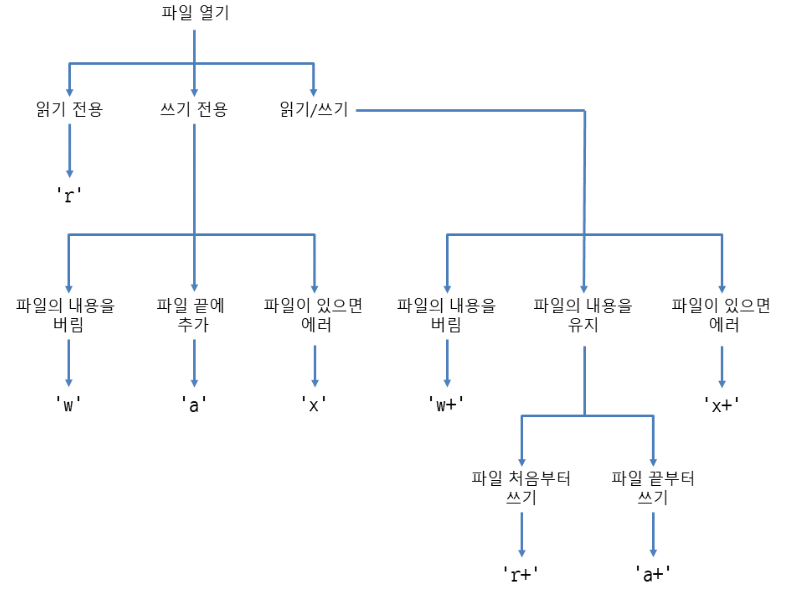 파일 열기
읽기 전용
쓰기 전용
읽기/쓰기
'r'
파일의 내용을
버림
파일 끝에
추가
파일이 있으면
에러
파일의 내용을
버림
파일의 내용을
유지
파일이 있으면
에러
'w'
'a'
'x'
'w+'
'x+'
파일 처음부터
쓰기
파일 끝부터
쓰기
'r+'
'a+'